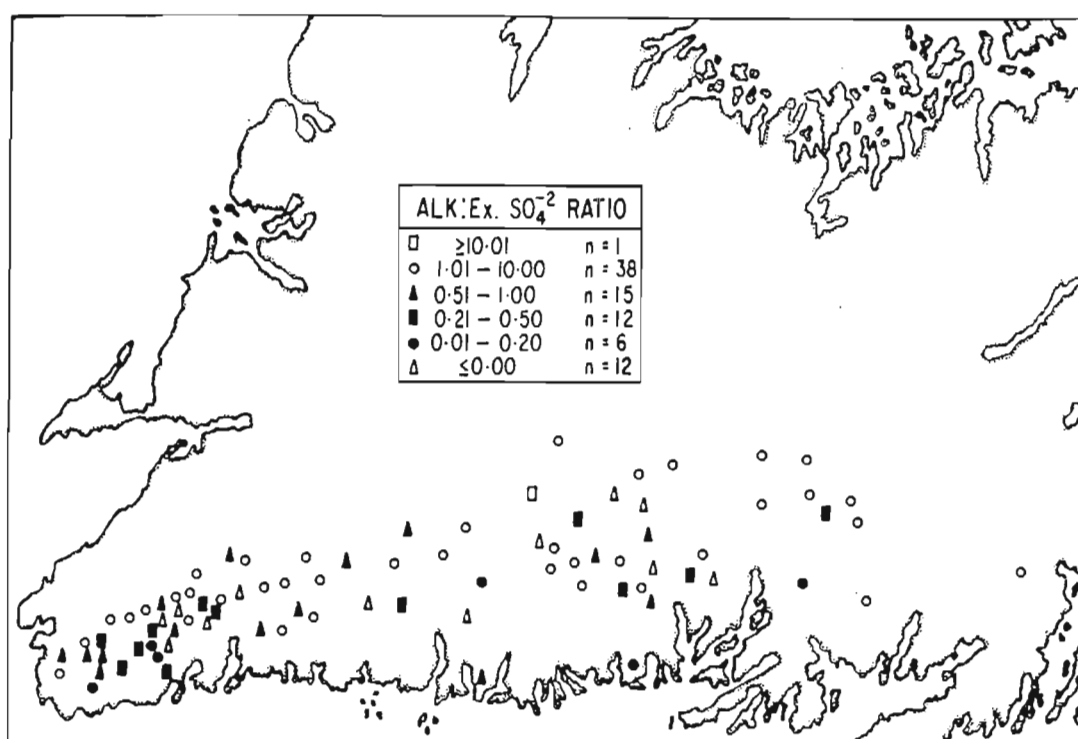 ALK:Ex. SO₄⁻² RATIO
□ ≥10·01 n = 1
○ 1·01 – 10·00 n = 38
▲ 0·51 – 1·00 n = 15
■ 0·21 – 0·50 n = 12
● 0·01 – 0·20 n = 6
△ ≤0·00 n = 12